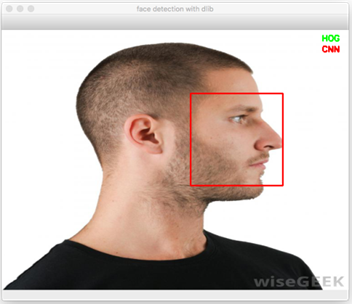 face detection with dlib
HOG
CNN
wiseGEEK